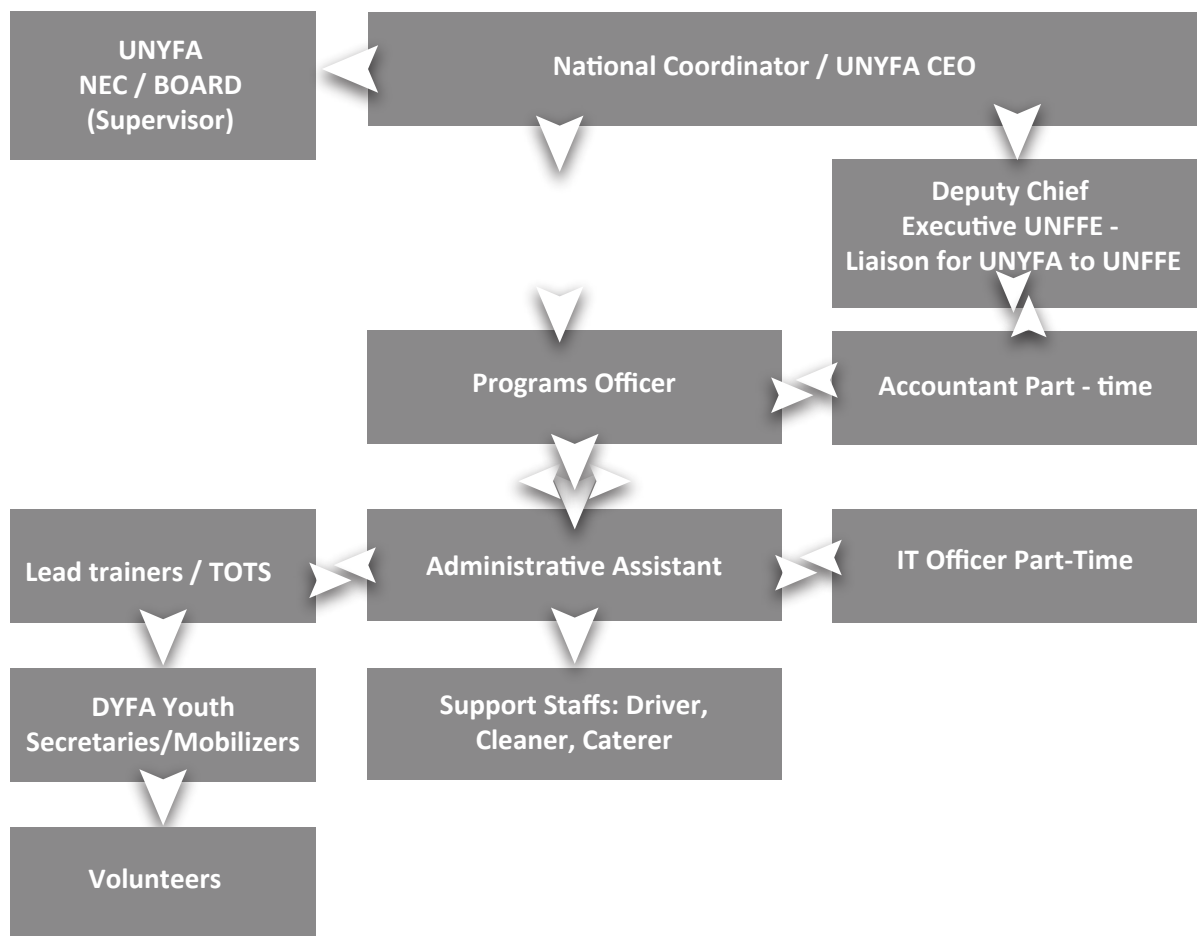 UNYFA
NEC / BOARD
(Supervisor)
National Coordinator / UNYFA CEO
Deputy Chief
Executive UNFFE -
Liaison for UNYFA to UNFFE
Programs Officer
Accountant Part - time
Lead trainers / TOTS
Administrative Assistant
IT Officer Part-Time
DYFA Youth
Secretaries/Mobilizers
Support Staffs: Driver,
Cleaner, Caterer
Volunteers